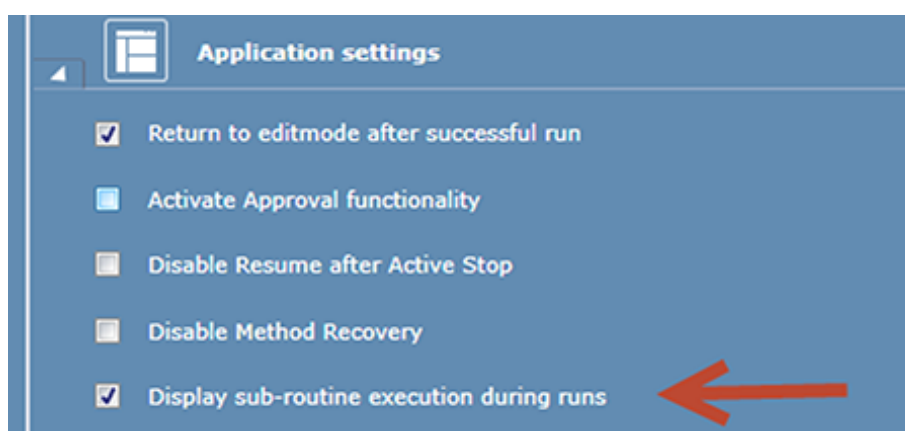 Application settings
Return to editmode after successful run
Activate Approval functionality
Disable Resume after Active Stop
Disable Method Recovery
Display sub-routine execution during runs